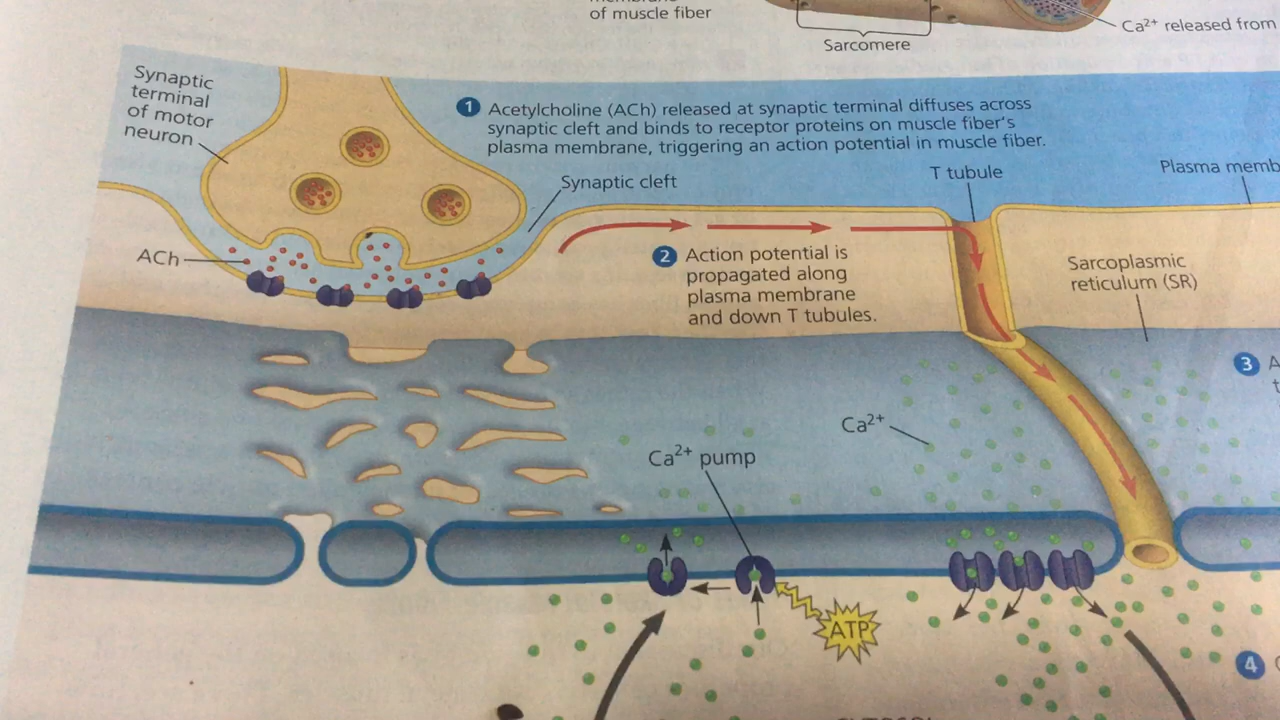 of muscle fiber
Sarcomere
Ca²⁺ released from
Synaptic
terminal
of motor
neuron
1 Acetylcholine (ACh) released at synaptic terminal diffuses across
synaptic cleft and binds to receptor proteins on muscle fiber's
plasma membrane, triggering an action potential in muscle fiber.
Synaptic cleft
T tubule
Plasma memb
ACh
2 Action potential is
propagated along
plasma membrane
and down T tubules.
Sarcoplasmic
reticulum (SR)
3 A
t
Ca²⁺
Ca²⁺ pump
ATP
4